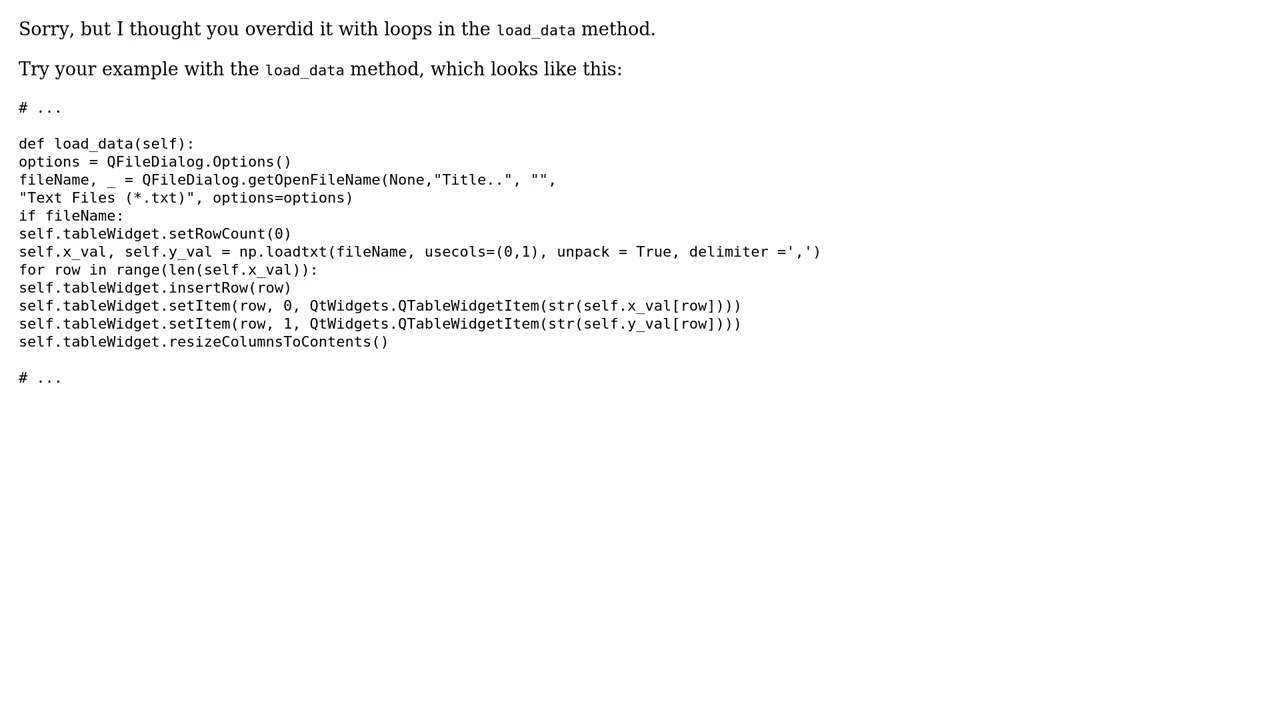 Sorry, but I thought you overdid it with loops in the load_data method.
Try your example with the load_data method, which looks like this:
# ...
def load_data(self):
options = QFileDialog.Options()
fileName, _ = QFileDialog.getOpenFileName(None,"Title..", "",
"Text Files (*.txt)", options=options)
if fileName:
self.tableWidget.setRowCount(0)
self.x_val, self.y_val = np.loadtxt(fileName, usecols=(0,1), unpack = True, delimiter =',')
for row in range(len(self.x_val)):
self.tableWidget.insertRow(row)
self.tableWidget.setItem(row, 0, QtWidgets.QTableWidgetItem(str(self.x_val[row])))
self.tableWidget.setItem(row, 1, QtWidgets.QTableWidgetItem(str(self.y_val[row])))
self.tableWidget.resizeColumnsToContents()
# ...